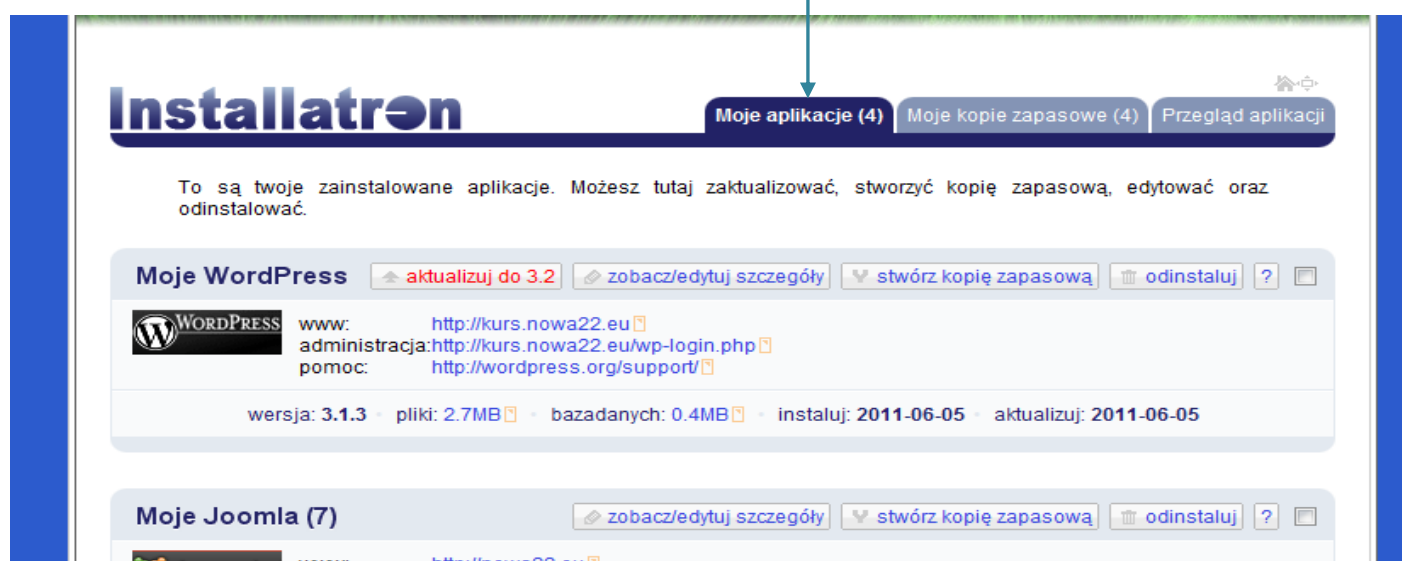 Installatron
Moje aplikacje (4) Moje kopie zapasowe (4) Przegląd aplikacji
To są twoje zainstalowane aplikacje. Możesz tutaj zaktualizować, stworzyć kopię zapasową, edytować oraz
odinstalować.
Moje WordPress aktualizuj do 3.2 zobacz/edytuj szczegóły stwórz kopię zapasową odinstaluj ?
WORDPRESS www: http://kurs.nowa22.eu
administracja:http://kurs.nowa22.eu/wp-login.php
pomoc: http://wordpress.org/support/
wersja: 3.1.3 pliki: 2.7MB bazadanych: 0.4MB instaluj: 2011-06-05 aktualizuj: 2011-06-05
Moje Joomla (7) zobacz/edytuj szczegóły stwórz kopię zapasową odinstaluj ?